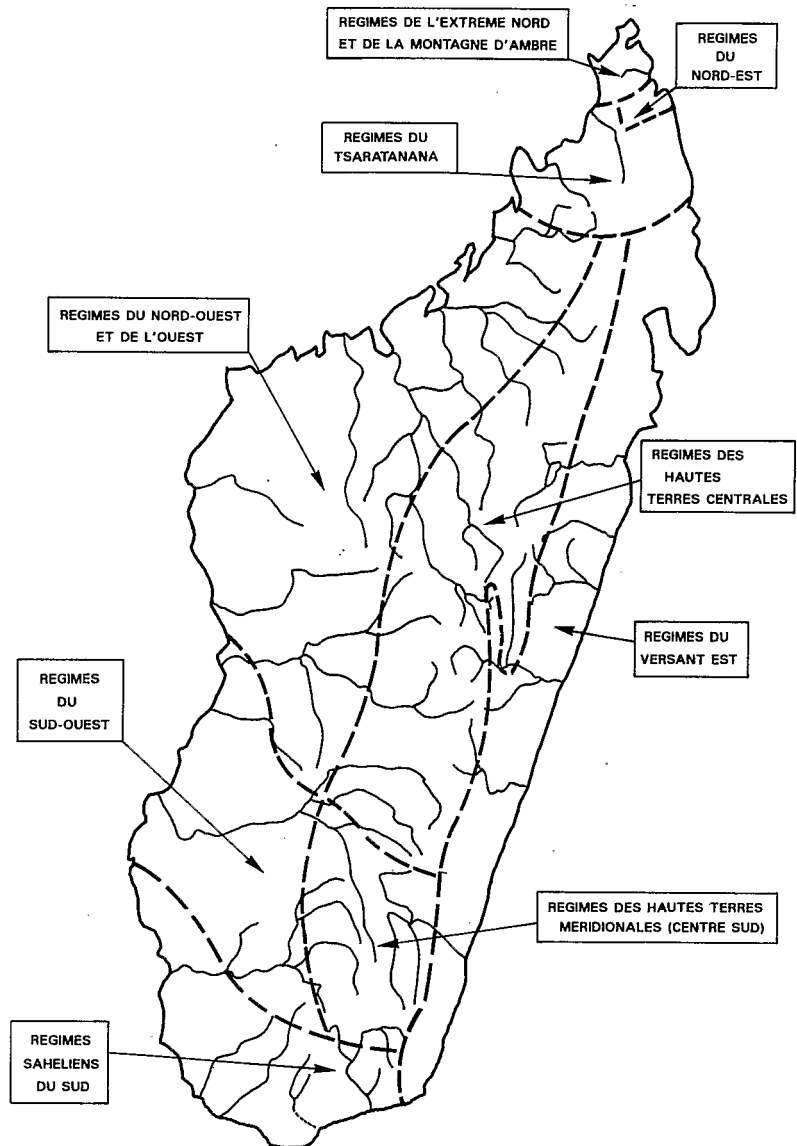 REGIMES DE L'EXTREME NORD
ET DE LA MONTAGNE D'AMBRE
REGIMES
DU
NORD-EST
REGIMES DU
TSARATANANA
REGIMES DU NORD-OUEST
ET DE L'OUEST
REGIMES DES
HAUTES
TERRES CENTRALES
REGIMES DU
VERSANT EST
REGIMES
DU
SUD-OUEST
REGIMES DES HAUTES TERRES
MERIDIONALES (CENTRE SUD)
REGIMES
SAHELIENS
DU SUD